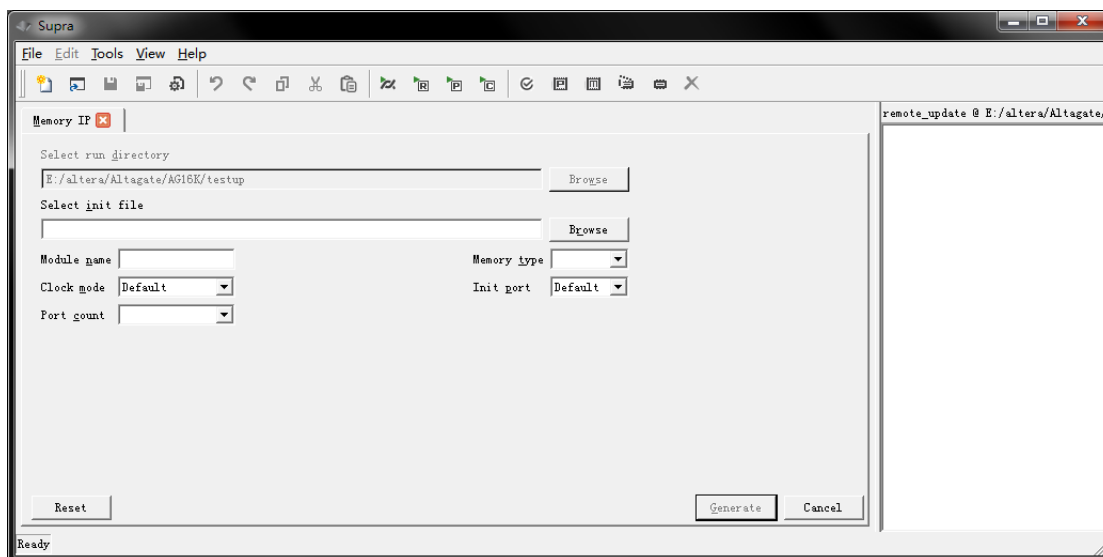 Supra
File Edit Tools View Help
Memory IP
remote_update @ E:/altera/Altagate/
Select run directory
E:/altera/Altagate/AG16K/testup Browse
Select init file
Browse
Module name Memory type
Clock mode Default Init port Default
Port count
Reset Generate Cancel
Ready